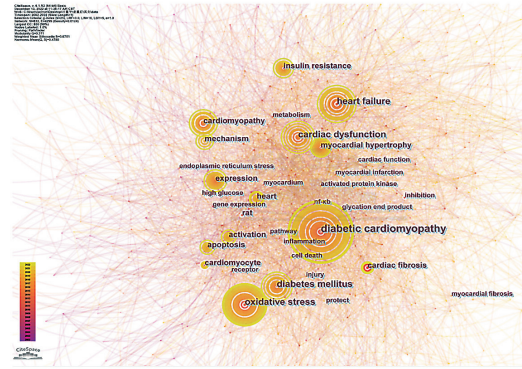 insulin resistance
heart failure
metabolism
cardiomyopathy
cardiac dysfunction
mechanism
myocardial hypertrophy
cardiac function
endoplasmic reticulum stress
myocardial infarction
expression
myocardium
activated protein kinase
high glucose
heart
inhibition
gene expression
nf-κb
glycation end product
rat
diabetic cardiomyopathy
activation
pathway
apoptosis
inflammation
cell death
cardiomyocyte
receptor
cardiac fibrosis
injury
diabetes mellitus
myocardial fibrosis
protect
oxidative stress
CiteSpace